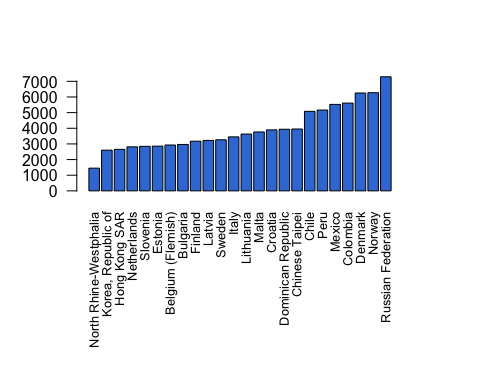 7000
6000
5000
4000
3000
2000
1000
0
North Rhine-Westphalia
Korea, Republic of
Hong Kong SAR
Netherlands
Slovenia
Estonia
Belgium (Flemish)
Bulgaria
Finland
Latvia
Sweden
Italy
Lithuania
Malta
Croatia
Dominican Republic
Chinese Taipei
Chile
Peru
Mexico
Colombia
Denmark
Norway
Russian Federation